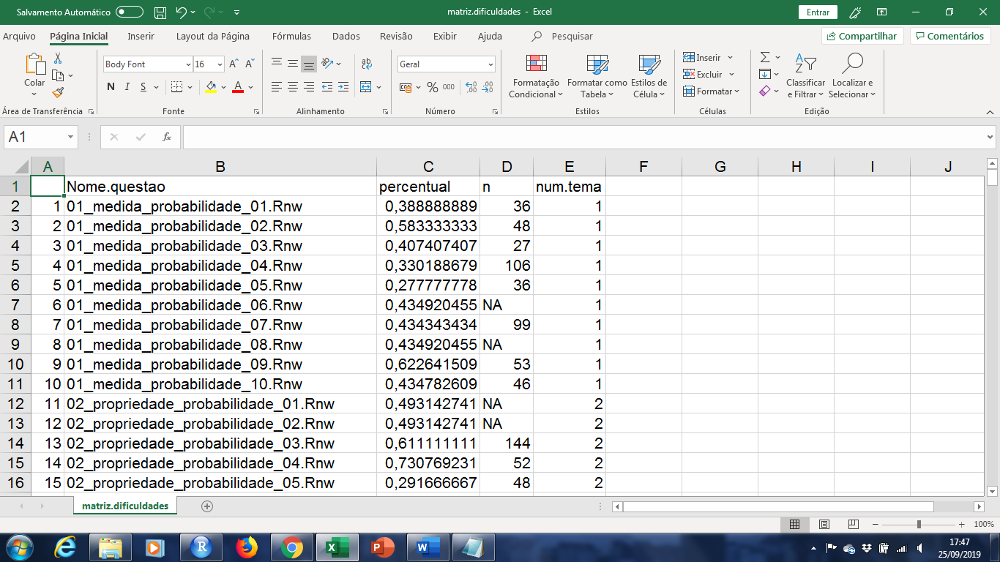 Salvamento Automático
matriz.dificuldades - Excel
Entrar
Arquivo Página Inicial Inserir Layout da Página Fórmulas Dados Revisão Exibir Ajuda Pesquisar
Compartilhar Comentários
Colar
Body Font 16
N I S
Geral
% 000
Formatação Condicional
Formatar como Tabela
Estilos de Célula
Inserir
Excluir
Formatar
Classificar e Filtrar
Localizar e Selecionar
Área de Transferência Fonte Alinhamento Número Estilos Células Edição
A1 fx
A B C D E F G H I J
1 Nome.questao percentual n num.tema
2 1 01_medida_probabilidade_01.Rnw 0,388888889 36 1
3 2 01_medida_probabilidade_02.Rnw 0,583333333 48 1
4 3 01_medida_probabilidade_03.Rnw 0,407407407 27 1
5 4 01_medida_probabilidade_04.Rnw 0,330188679 106 1
6 5 01_medida_probabilidade_05.Rnw 0,277777778 36 1
7 6 01_medida_probabilidade_06.Rnw 0,434920455 NA 1
8 7 01_medida_probabilidade_07.Rnw 0,434343434 99 1
9 8 01_medida_probabilidade_08.Rnw 0,434920455 NA 1
10 9 01_medida_probabilidade_09.Rnw 0,622641509 53 1
11 10 01_medida_probabilidade_10.Rnw 0,434782609 46 1
12 11 02_propriedade_probabilidade_01.Rnw 0,493142741 NA 2
13 12 02_propriedade_probabilidade_02.Rnw 0,493142741 NA 2
14 13 02_propriedade_probabilidade_03.Rnw 0,611111111 144 2
15 14 02_propriedade_probabilidade_04.Rnw 0,730769231 52 2
16 15 02_propriedade_probabilidade_05.Rnw 0,291666667 48 2
matriz.dificuldades
100%
17:47
25/09/2019